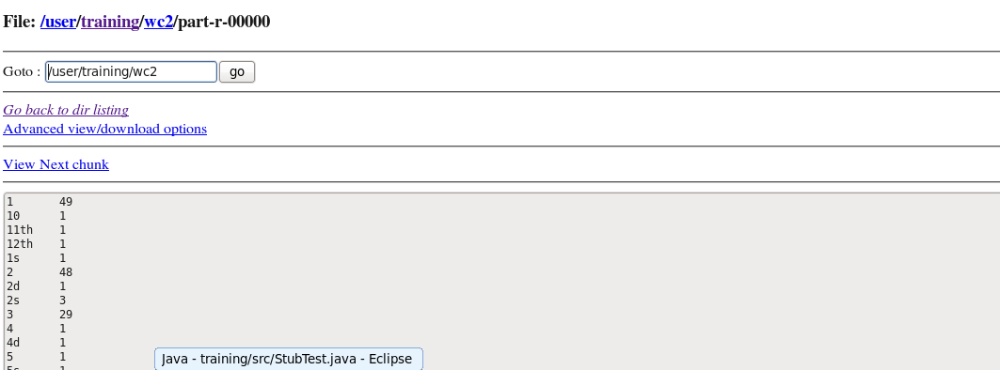 File: /user/training/wc2/part-r-00000
Goto : /user/training/wc2 go
Go back to dir listing
Advanced view/download options
View Next chunk
1 49
10 1
11th 1
12th 1
1s 1
2 48
2d 1
2s 3
3 29
4 1
4d 1
5 1
5s 1
Java - training/src/StubTest.java - Eclipse